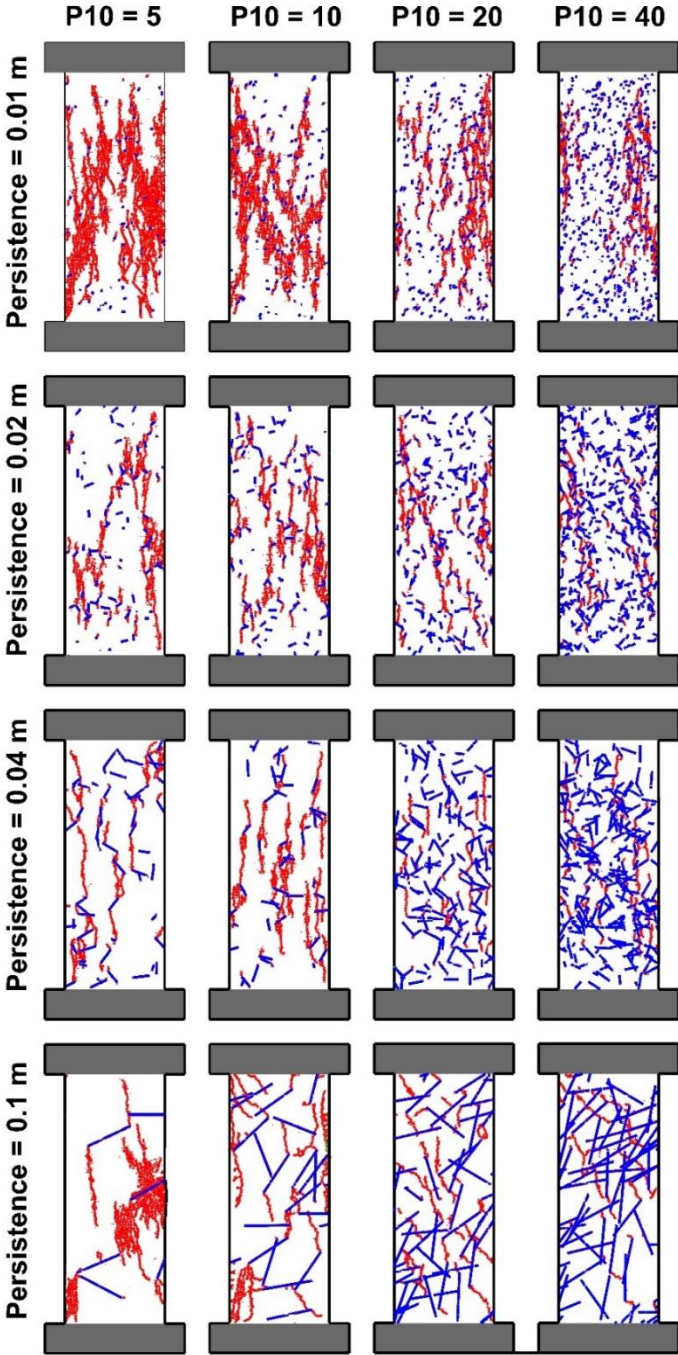 P10 = 5
P10 = 10
P10 = 20
P10 = 40
Persistence = 0.01 m
Persistence = 0.02 m
Persistence = 0.04 m
Persistence = 0.1 m